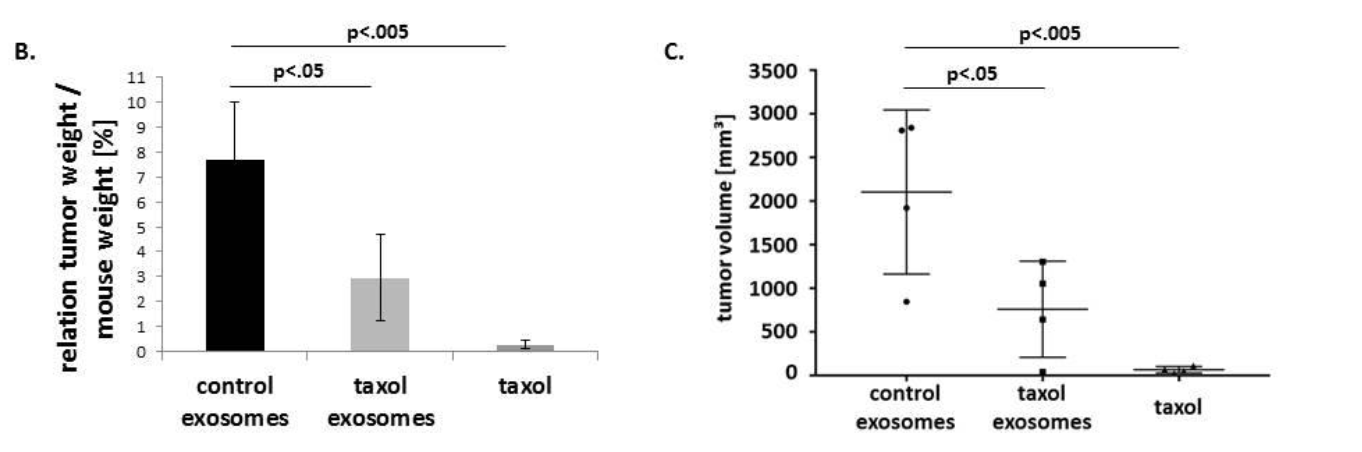 B.
p<.005
p<.05
relation tumor weight /
mouse weight [%]
11
10
9
8
7
6
5
4
3
2
1
0
control
exosomes
taxol
exosomes
taxol
C.
p<.005
p<.05
tumor volume [mm³]
3500
3000
2500
2000
1500
1000
500
0
control
exosomes
taxol
exosomes
taxol